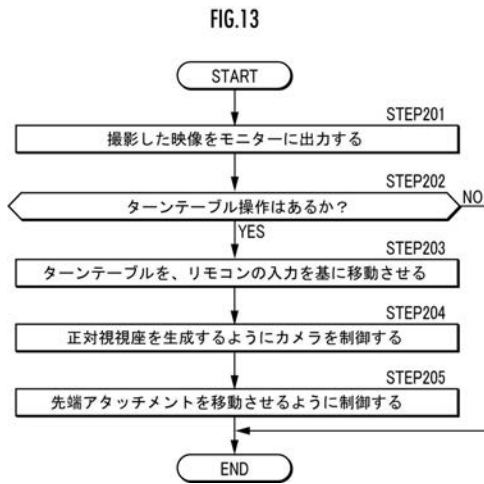 FIG.13
START
STEP201
撮影した映像をモニターに出力する
STEP202
ターンテーブル操作はあるか？
NO
YES
STEP203
ターンテーブルを、リモコンの入力を基に移動させる
STEP204
正対視視座を生成するようにカメラを制御する
STEP205
先端アタッチメントを移動させるように制御する
END